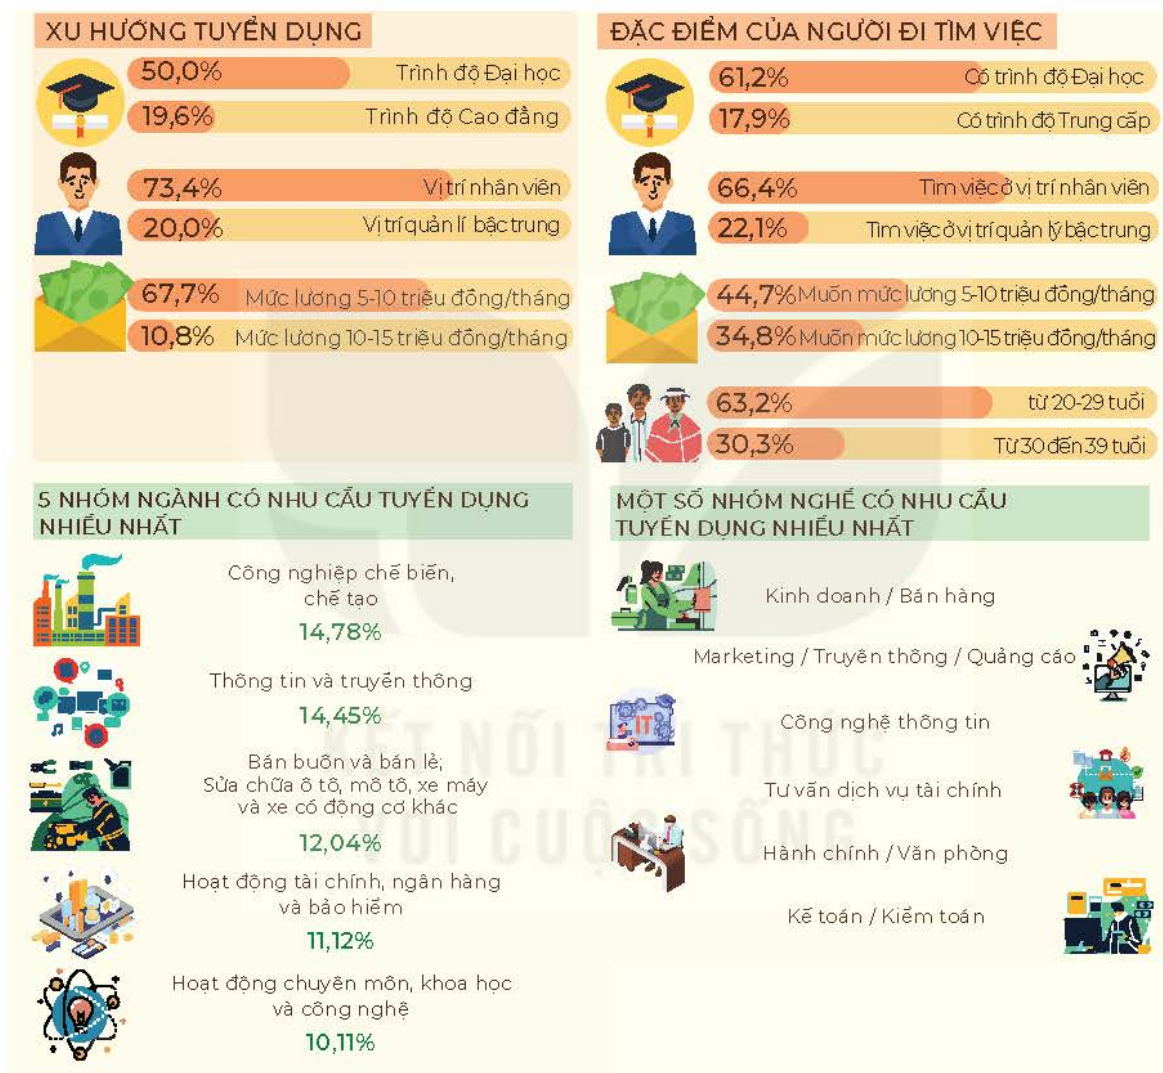 XU HƯỚNG TUYỂN DỤNG
50,0% Trình độ Đại học
19,6% Trình độ Cao đẳng
73,4% Vị trí nhân viên
20,0% Vị trí quản lí bậc trung
67,7% Mức lương 5-10 triệu đồng/tháng
10,8% Mức lương 10-15 triệu đồng/tháng
ĐẶC ĐIỂM CỦA NGƯỜI ĐI TÌM VIỆC
61,2% Có trình độ Đại học
17,9% Có trình độ Trung cấp
66,4% Tìm việc ở vị trí nhân viên
22,1% Tìm việc ở vị trí quản lý bậc trung
44,7% Muốn mức lương 5-10 triệu đồng/tháng
34,8% Muốn mức lương 10-15 triệu đồng/tháng
63,2% từ 20-29 tuổi
30,3% Từ 30 đến 39 tuổi
5 NHÓM NGÀNH CÓ NHU CẦU TUYỂN DỤNG
NHIỀU NHẤT
Công nghiệp chế biến,
chế tạo
14,78%
Thông tin và truyền thông
14,45%
Bán buôn và bán lẻ;
Sửa chữa ô tô, mô tô, xe máy
và xe có động cơ khác
12,04%
Hoạt động tài chính, ngân hàng
và bảo hiểm
11,12%
Hoạt động chuyên môn, khoa học
và công nghệ
10,11%
MỘT SỐ NHÓM NGHỀ CÓ NHU CẦU
TUYỂN DỤNG NHIỀU NHẤT
Kinh doanh / Bán hàng
Marketing / Truyền thông / Quảng cáo
IT
Công nghệ thông tin
Tư vấn dịch vụ tài chính
Hành chính / Văn phòng
Kế toán / Kiểm toán
KẾT NỐI TRI THỨC
VỚI CUỘC SỐNG